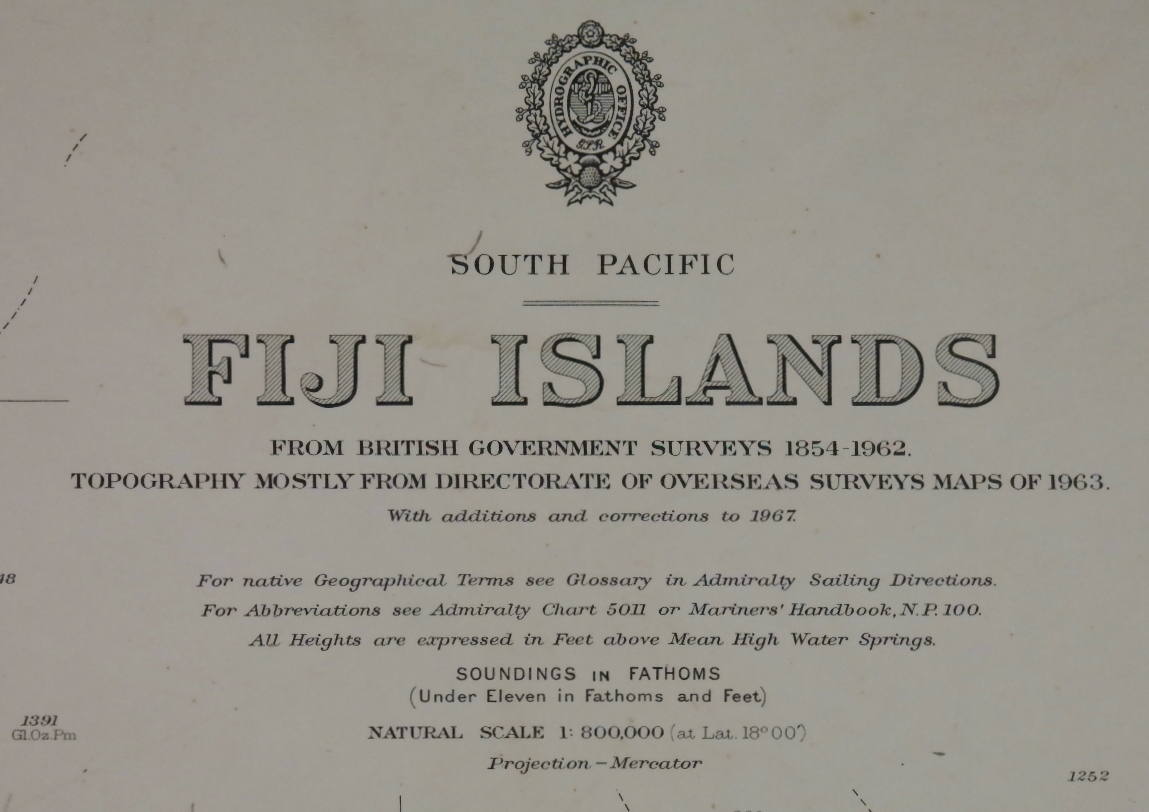 HYDROGRAPHIC OFFICE
SOUTH PACIFIC
FIJI ISLANDS
FROM BRITISH GOVERNMENT SURVEYS 1854-1962.
TOPOGRAPHY MOSTLY FROM DIRECTORATE OF OVERSEAS SURVEYS MAPS OF 1963.
With additions and corrections to 1967.
48
For native Geographical Terms see Glossary in Admiralty Sailing Directions.
For Abbreviations see Admiralty Chart 5011 or Mariners' Handbook, N.P. 100.
All Heights are expressed in Feet above Mean High Water Springs.
SOUNDINGS IN FATHOMS
(Under Eleven in Fathoms and Feet)
1391
Gl.Oz.Pm
NATURAL SCALE 1: 800,000 (at Lat. 18°00')
Projection – Mercator
1252